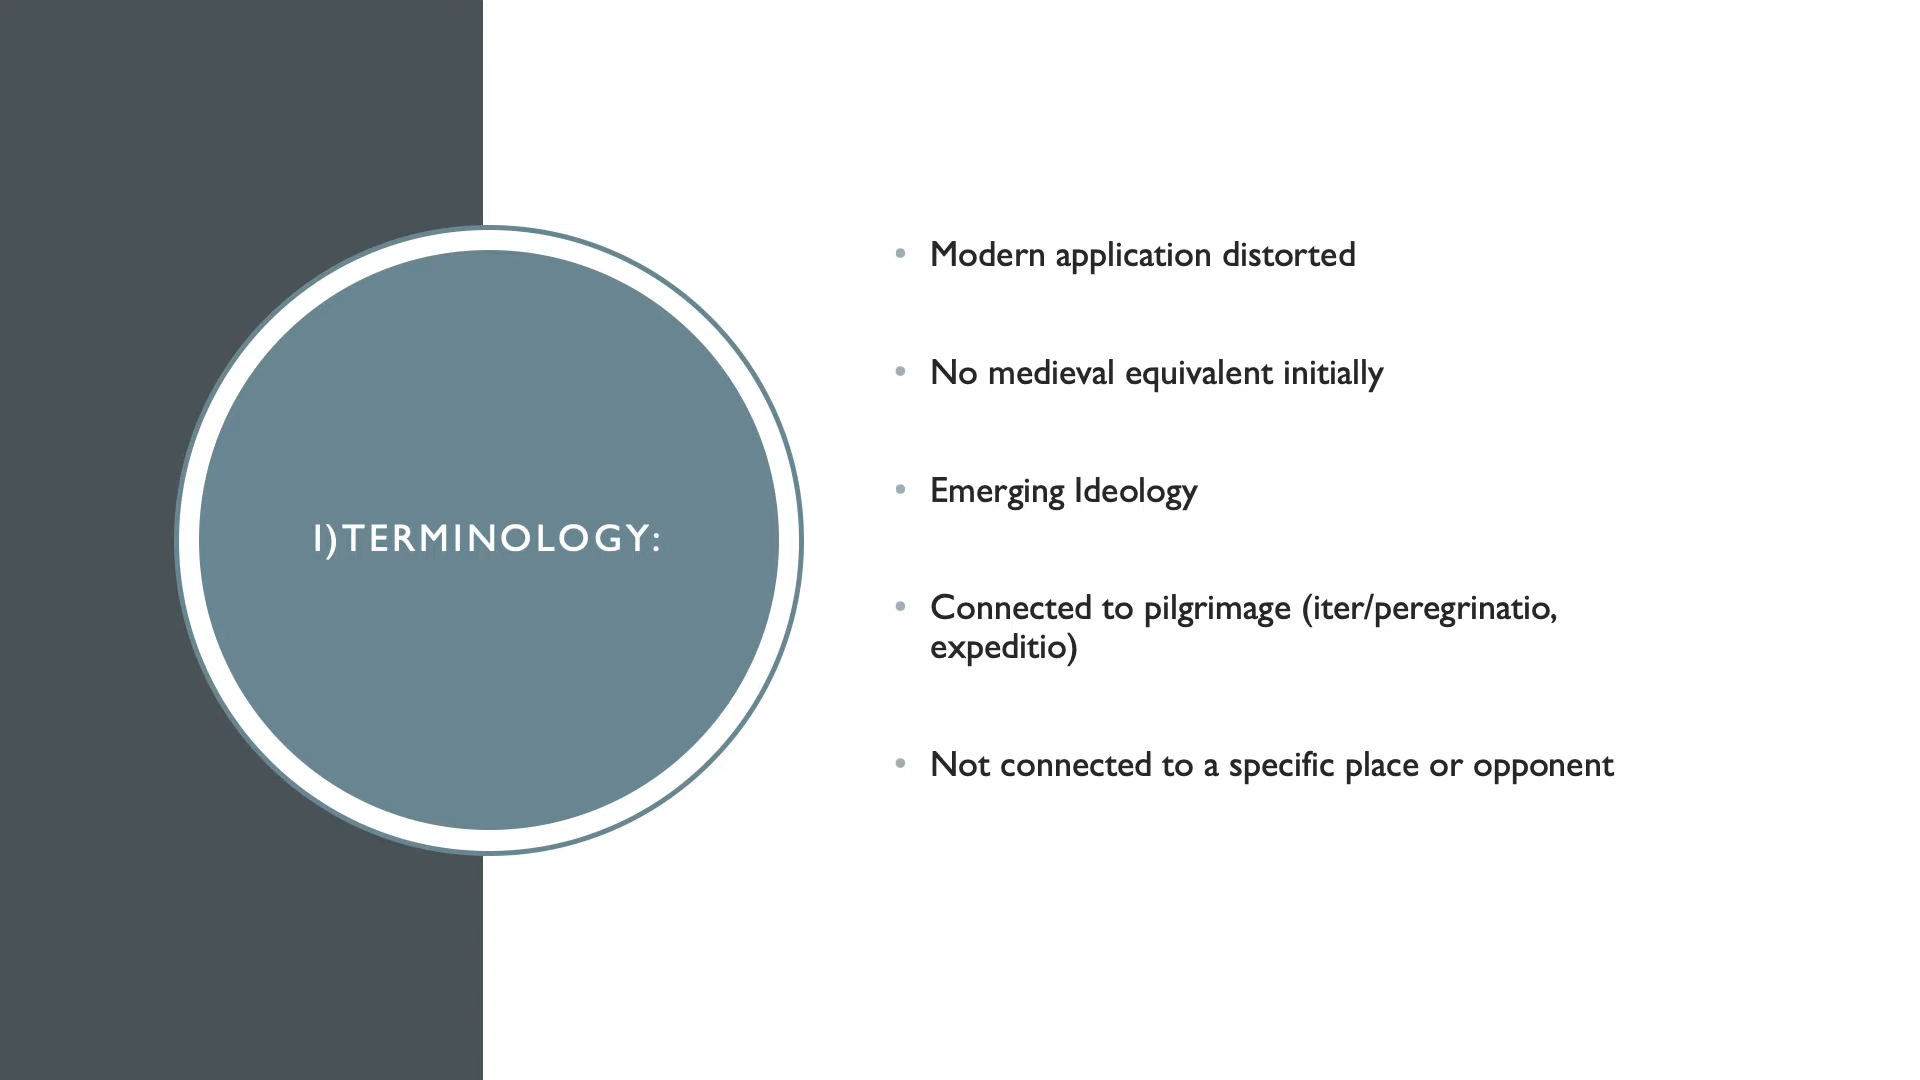 I)TERMINOLOGY:
• Modern application distorted
• No medieval equivalent initially
• Emerging Ideology
• Connected to pilgrimage (iter/peregrinatio,
expeditio)
• Not connected to a specific place or opponent